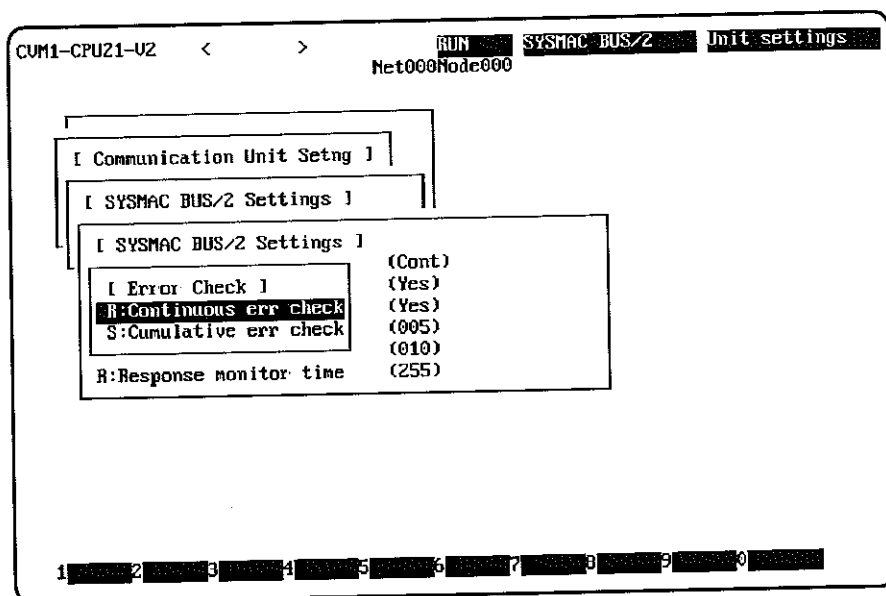 CVM1-CPU21-V2 < > RUN SYSMAC BUS/2 Unit settings
Net000Node000
[ Communication Unit Setng ]
[ SYSMAC BUS/2 Settings ]
[ SYSMAC BUS/2 Settings ]
(Cont)
[ Error Check ] (Yes)
R:Continuous err check (Yes)
S:Cumulative err check (005)
(010)
R:Response monitor time (255)
1 2 3 4 5 6 7 8 9 0